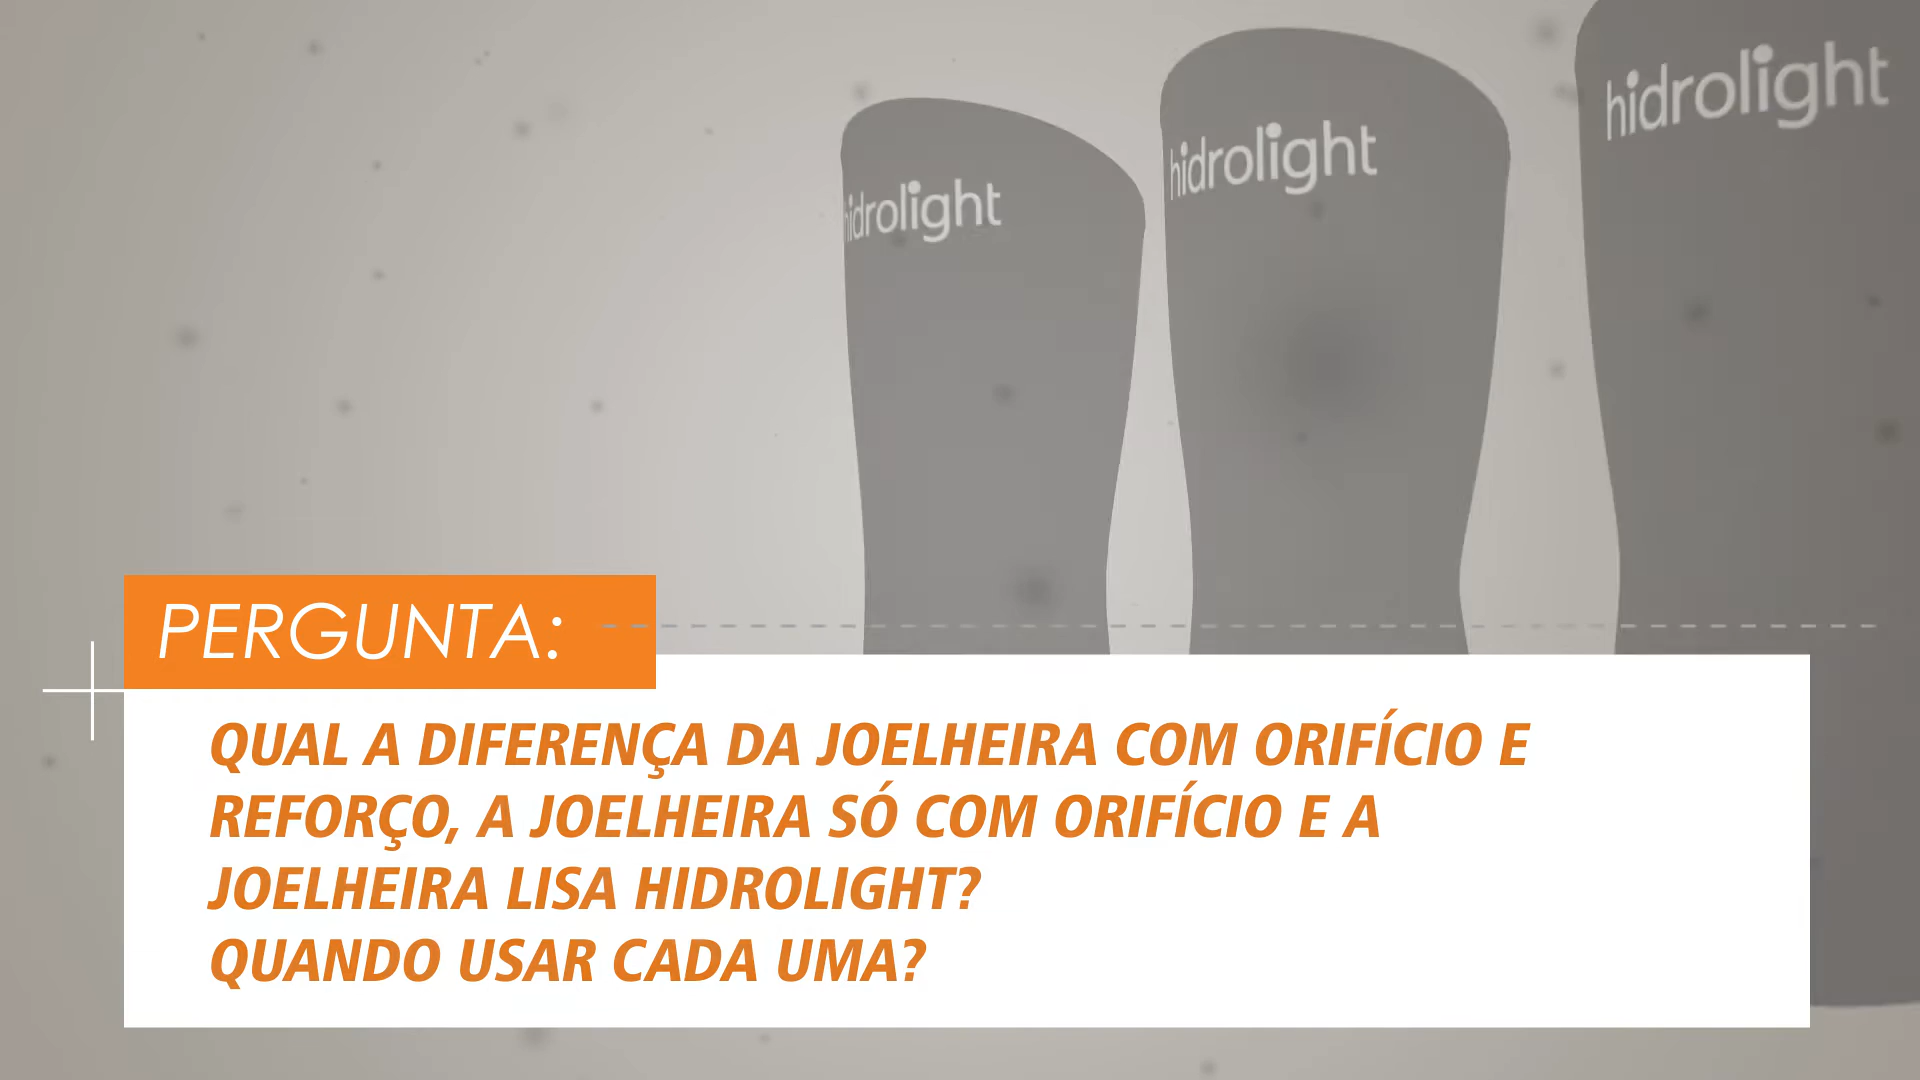 hidrolight
hidrolight
hidrolight
PERGUNTA:
QUAL A DIFERENÇA DA JOELHEIRA COM ORIFÍCIO E
REFORÇO, A JOELHEIRA SÓ COM ORIFÍCIO E A
JOELHEIRA LISA HIDROLIGHT?
QUANDO USAR CADA UMA?